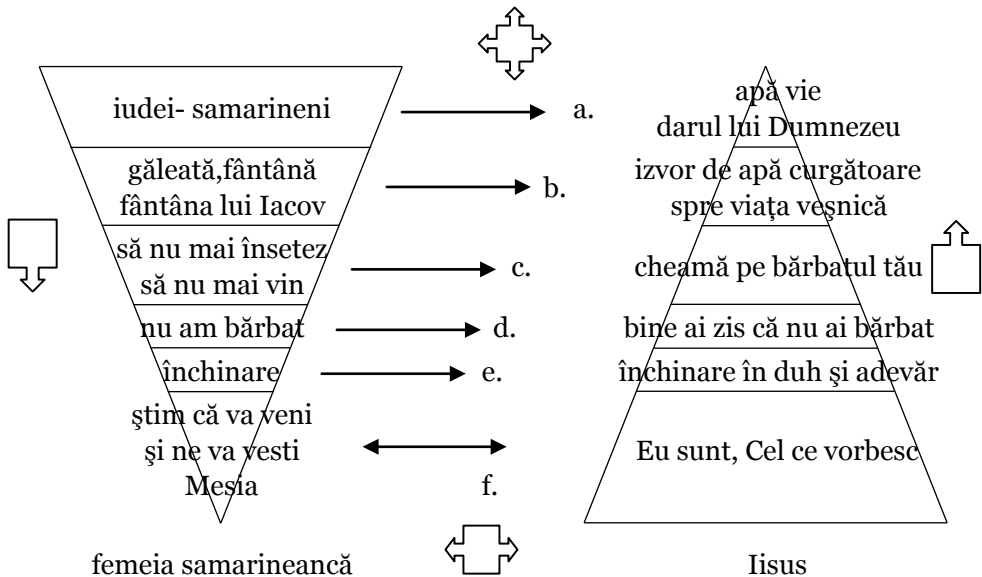 iudei- samarineni
găleată,fântână
fântâna lui Iacov
să nu mai însetez
să nu mai vin
nu am bărbat
închinare
ştim că va veni
şi ne va vesti
Mesia
femeia samarineancă
a.
b.
c.
d.
e.
f.
apă vie
darul lui Dumnezeu
izvor de apă curgătoare
spre viaţa veşnică
cheamă pe bărbatul tău
bine ai zis că nu ai bărbat
închinare în duh şi adevăr
Eu sunt, Cel ce vorbesc
Iisus